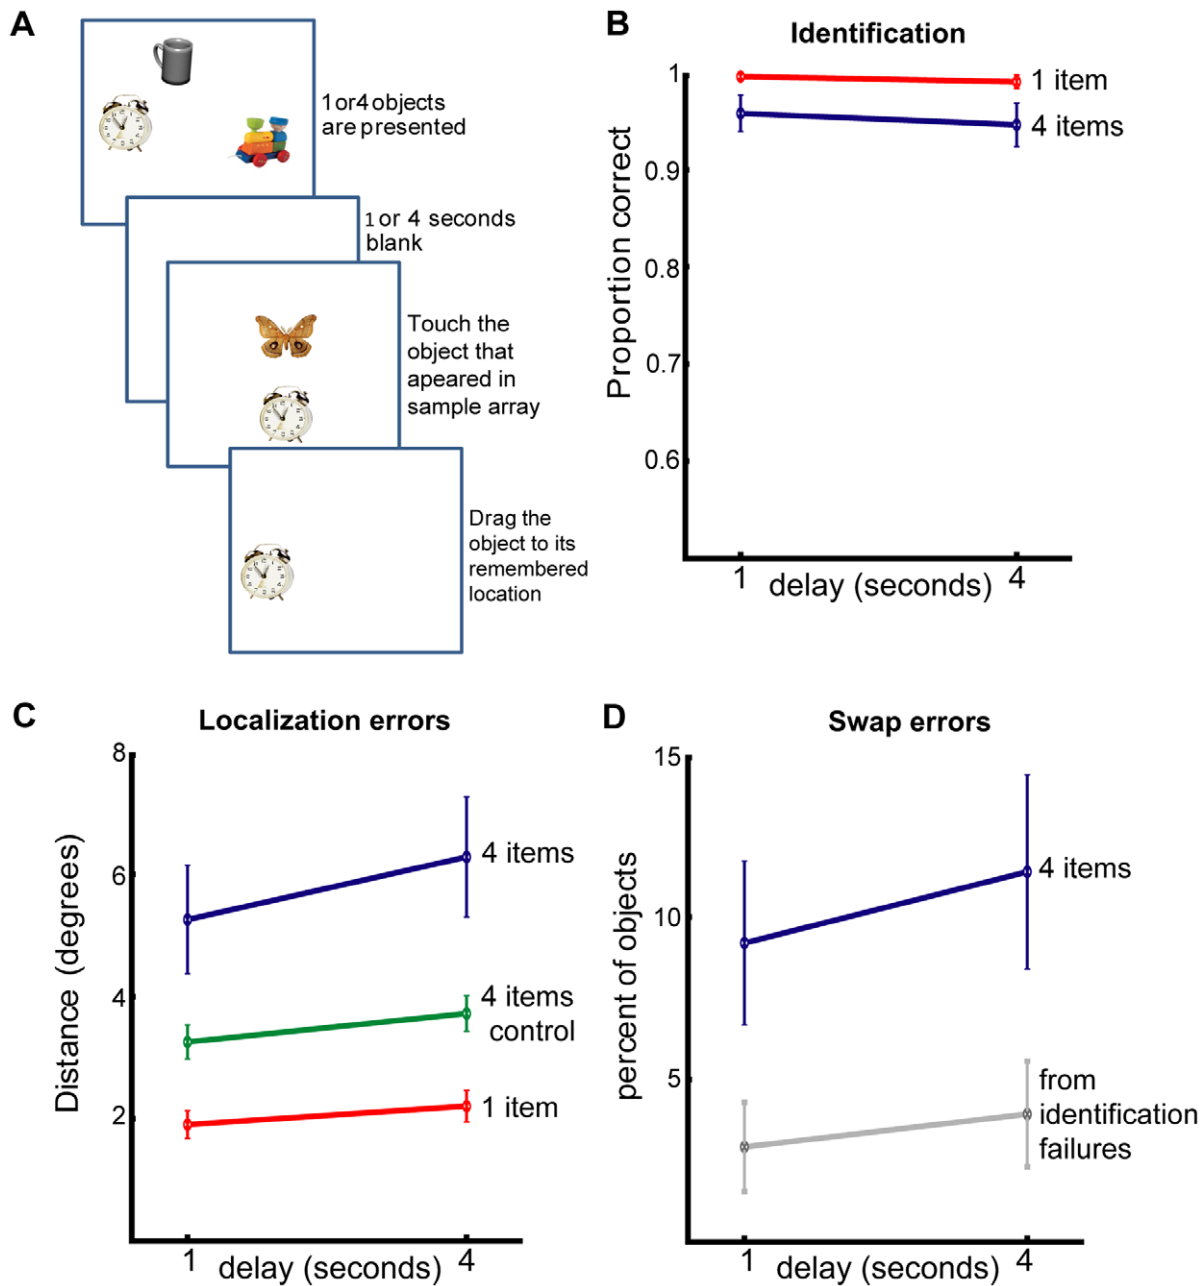 A
1 or 4 objects
are presented
1 or 4 seconds
blank
Touch the
object that
apeared in
sample array
Drag the
object to its
remembered
location
B
Identification
Proportion correct
1
0.9
0.8
0.7
0.6
1 item
4 items
1
4
delay (seconds)
C
Localization errors
Distance (degrees)
8
6
4
2
4 items
4 items
control
1 item
1
4
delay (seconds)
D
Swap errors
percent of objects
15
10
5
4 items
from
identification
failures
1
4
delay (seconds)